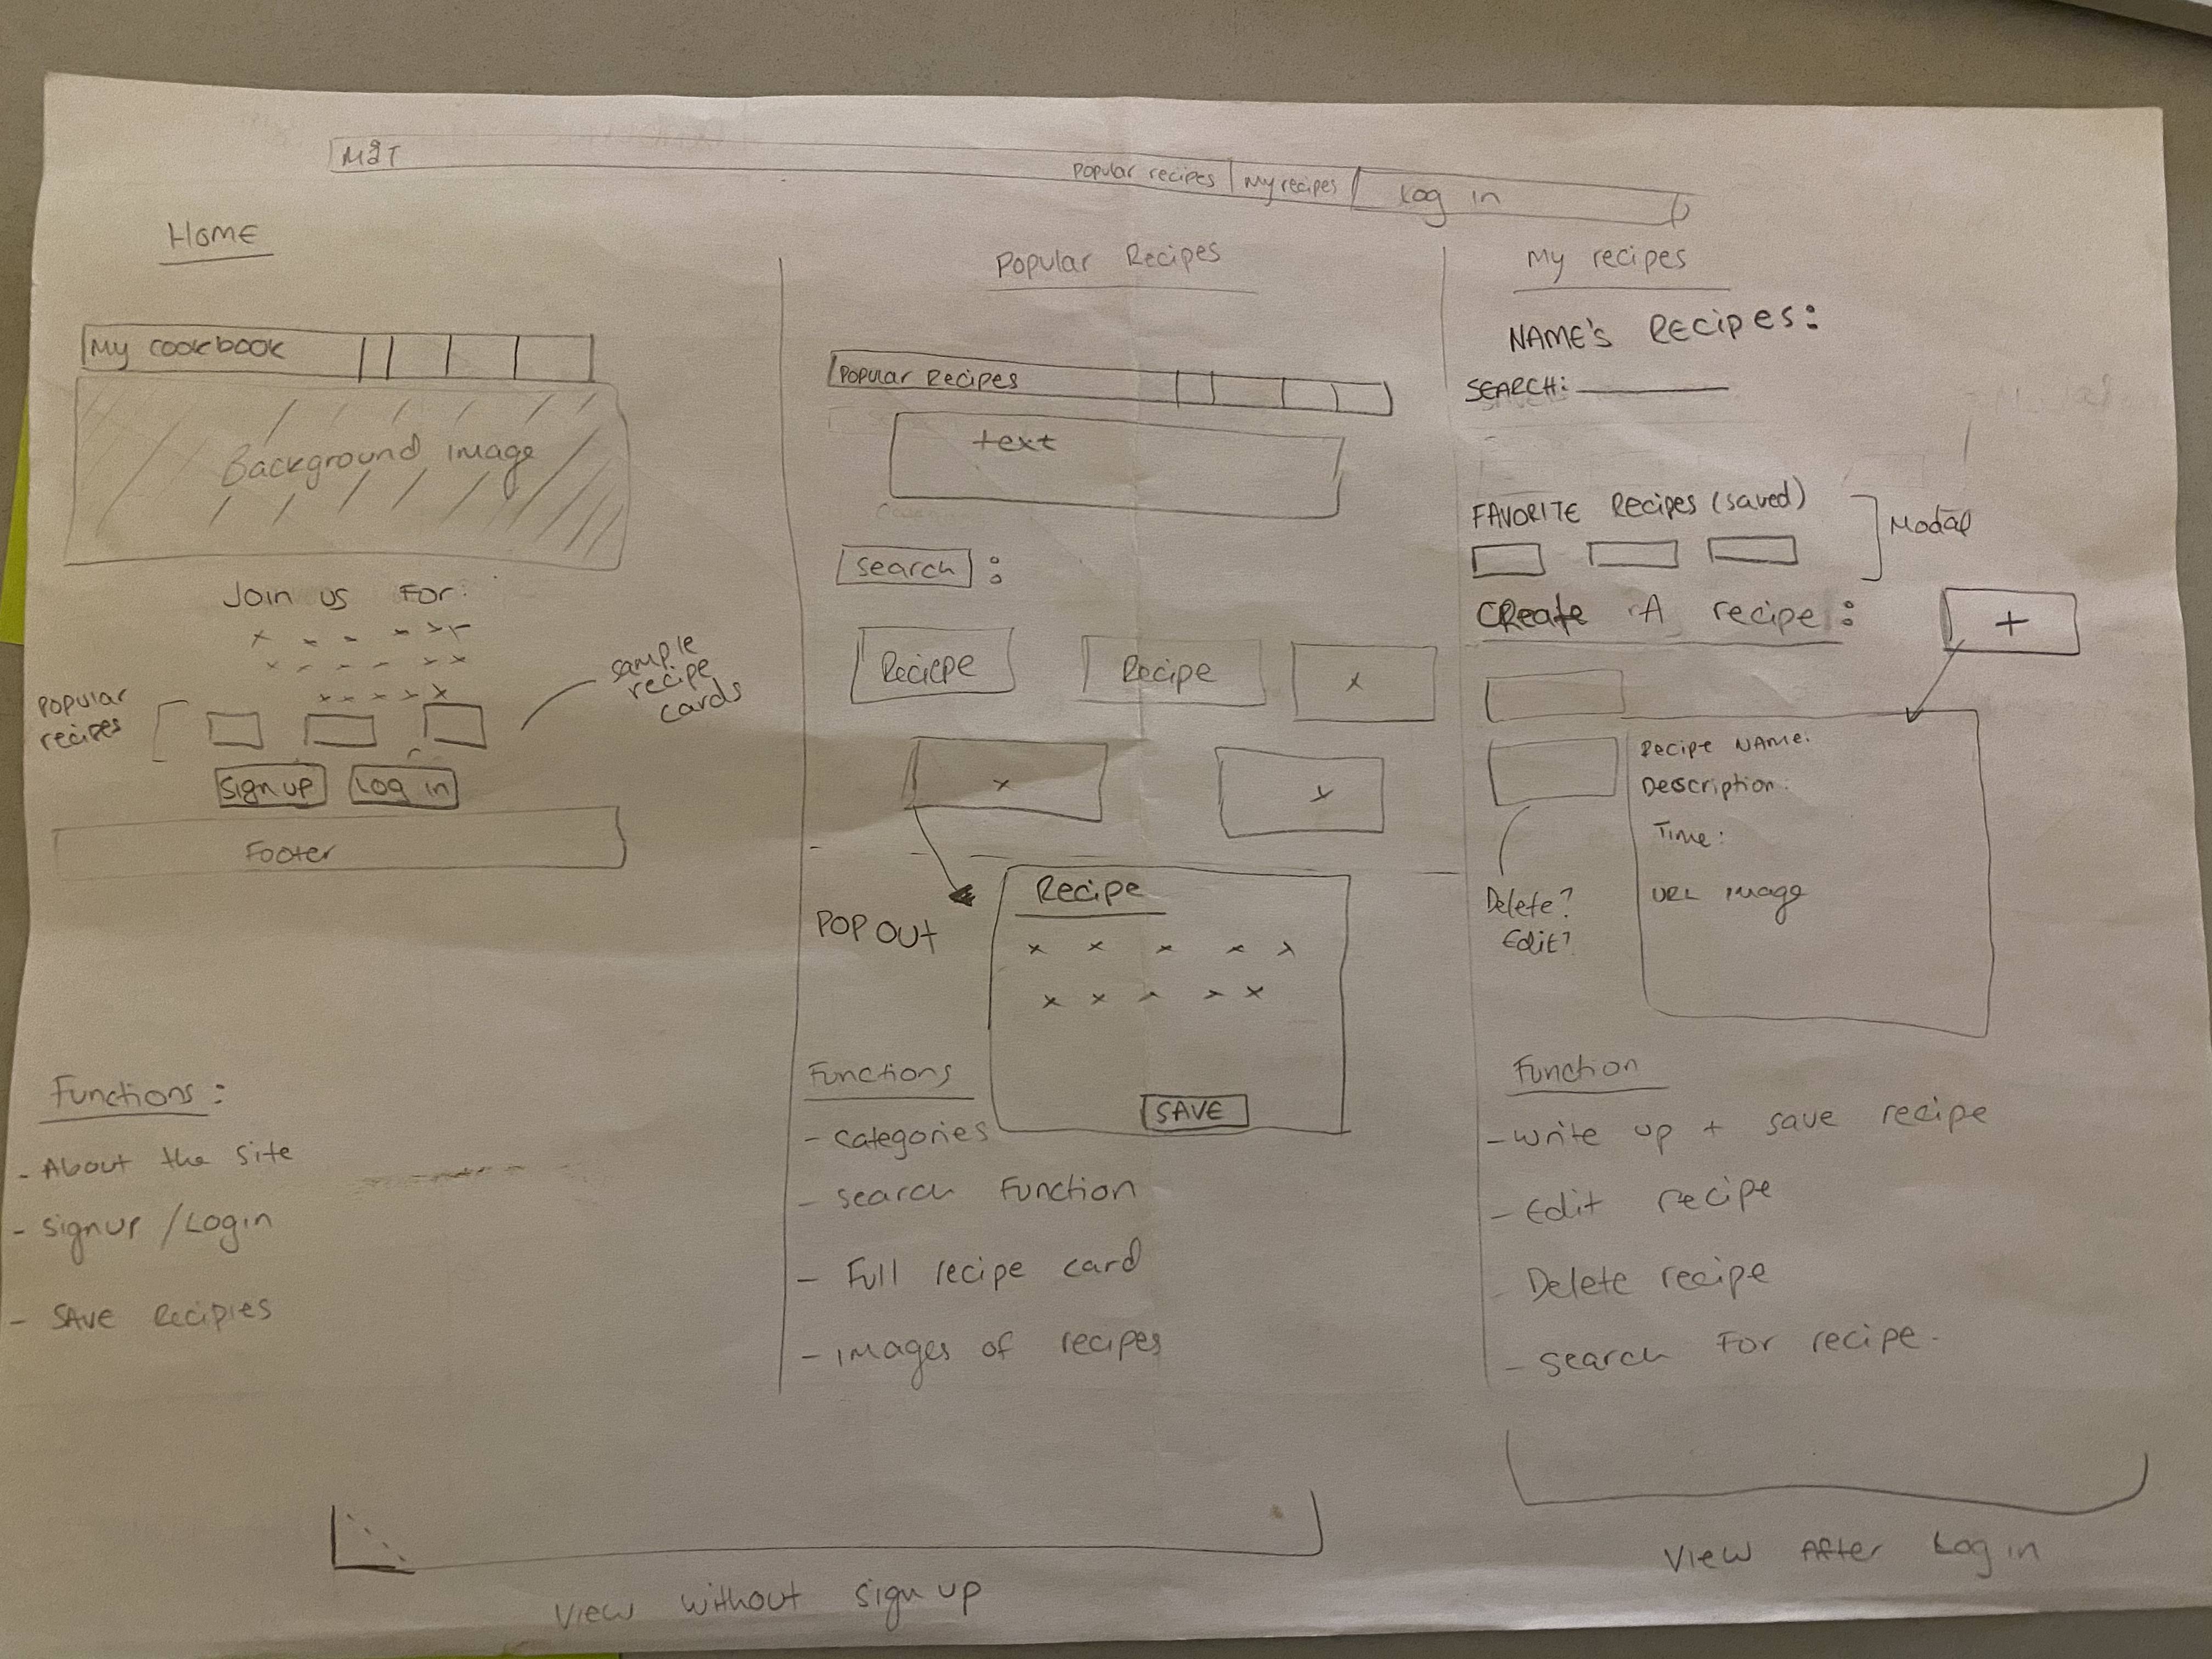 Popular recipes | My recipes | Log in
Home
My cookbook
Background image
Join us For:
Popular
recipes
sample
recipe
cards
Sign up
Log in
Footer
Functions:
- About the site
- signup/Login
- SAVE Recipies
Popular Recipes
Popular Recipes
text
Search:
Recipe
Recipe
POP OUT
Recipe
SAVE
Functions
- categories
- search function
- Full recipe card
- images of recipes
View without sign up
My recipes
NAME'S Recipes:
SEARCH:
FAVORITE Recipes (saved)
Modal
CReate A recipe:
+
Recipe Name:
Description:
Time:
URL
Delete?
Edit?
Function
- write up + save recipe
- Edit recipe
- Delete recipe
- search For recipe.
View After Log in